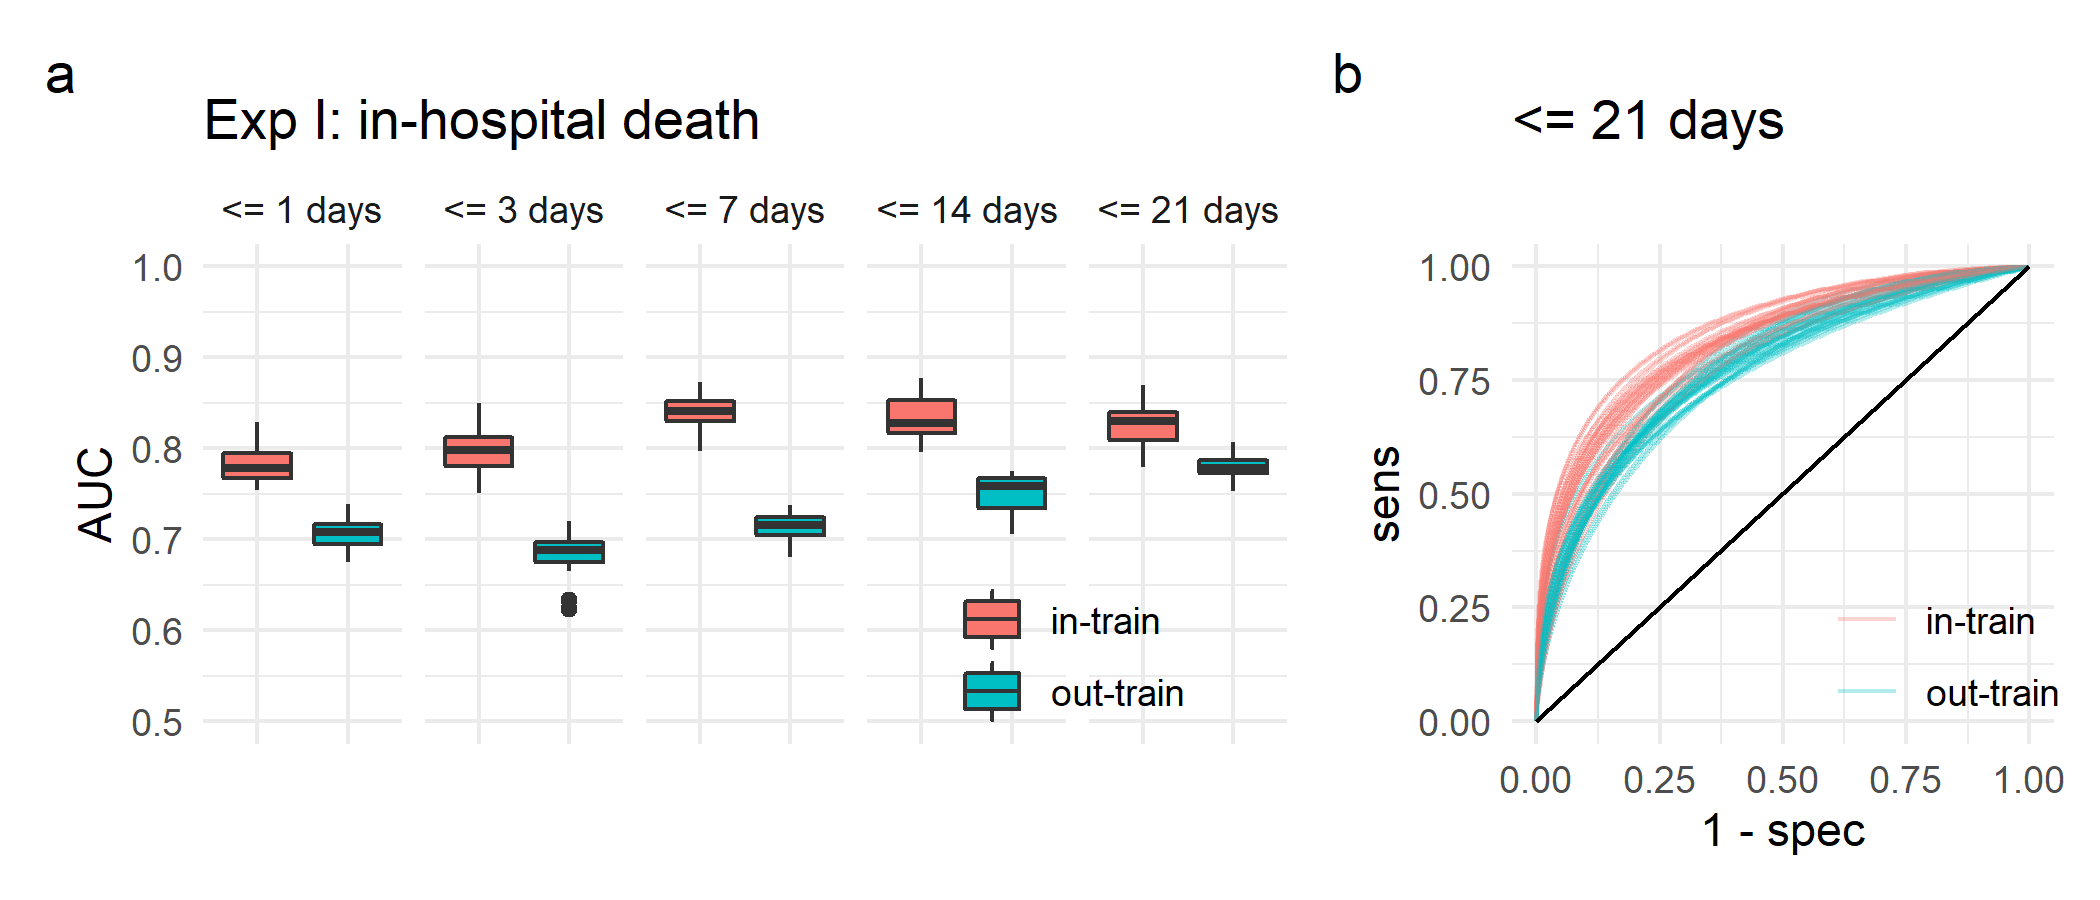 a
Exp I: in-hospital death
<= 1 days
<= 3 days
<= 7 days
<= 14 days
<= 21 days
AUC
1.0
0.9
0.8
0.7
0.6
0.5
in-train
out-train
b
<= 21 days
sens
1.00
0.75
0.50
0.25
0.00
in-train
out-train
0.00 0.25 0.50 0.75 1.00
1 - spec